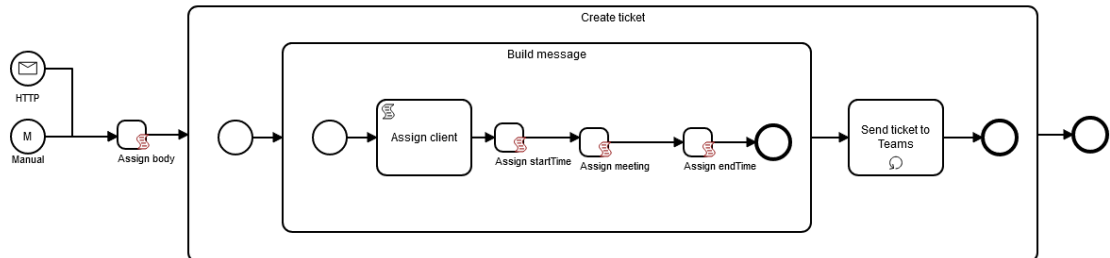 Create ticket
Build message
HTTP
M
Manual
Assign body
Assign client
Assign startTime
Assign meeting
Assign endTime
Send ticket to
Teams